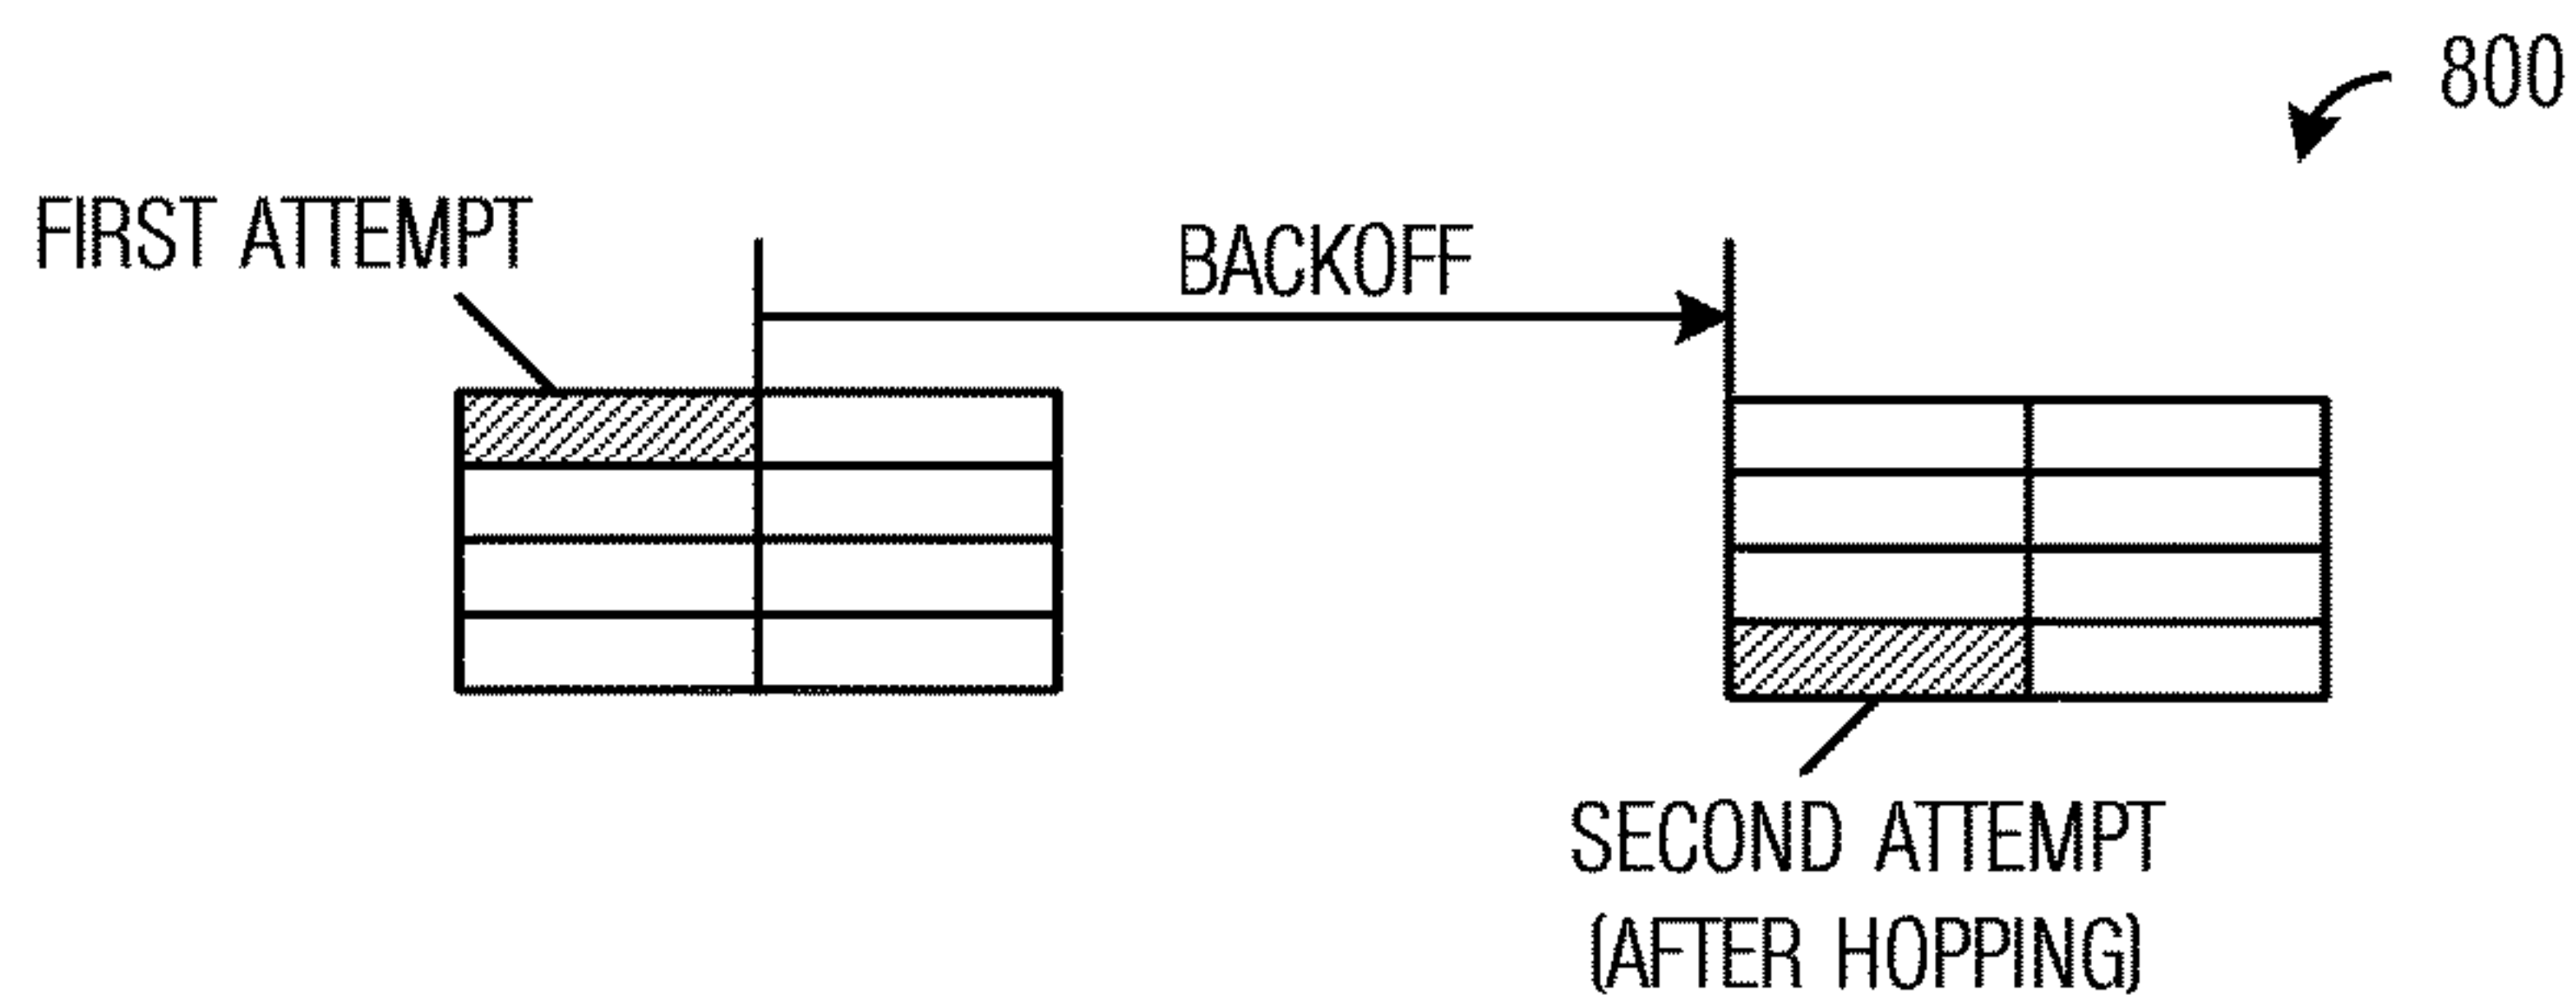 800
FIRST ATTEMPT
BACKOFF
SECOND ATTEMPT
(AFTER HOPPING)